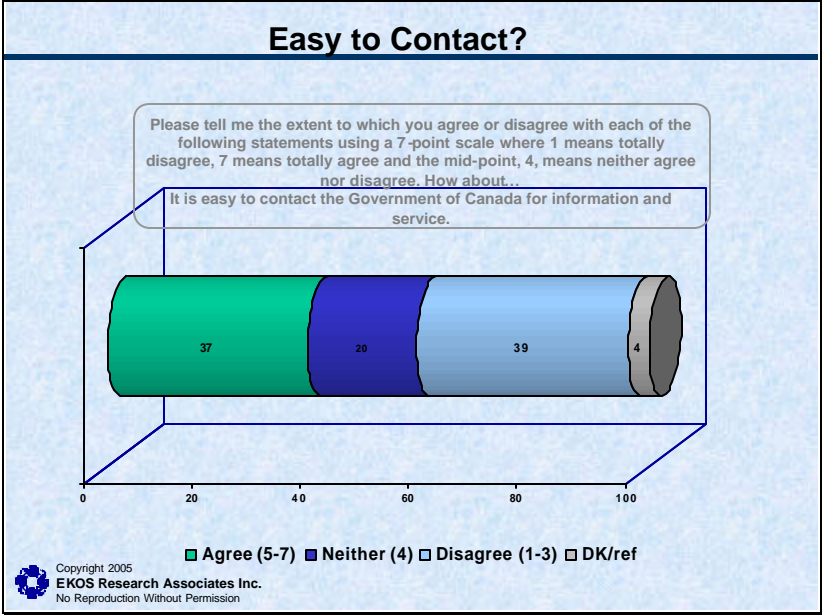 Easy to Contact?
Please tell me the extent to which you agree or disagree with each of the
following statements using a 7-point scale where 1 means totally
disagree, 7 means totally agree and the mid-point, 4, means neither agree
nor disagree. How about...
It is easy to contact the Government of Canada for information and
service.
37 20 39 4
0 20 40 60 80 100
Agree (5-7) Neither (4) Disagree (1-3) DK/ref
Copyright 2005
EKOS Research Associates Inc.
No Reproduction Without Permission